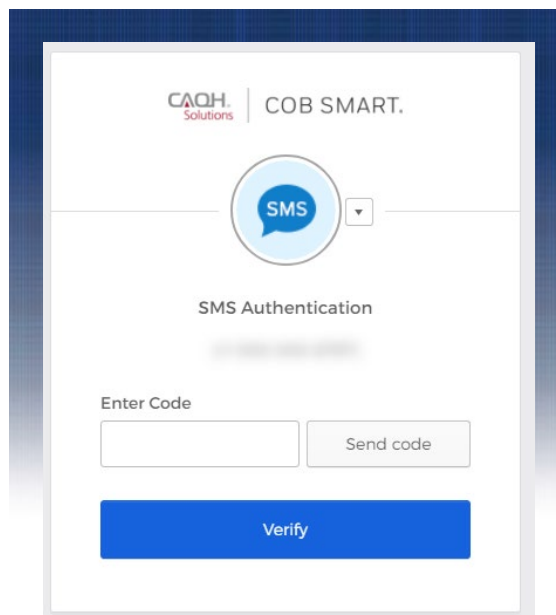 CAQH. Solutions COB SMART.
SMS
SMS Authentication
Enter Code
Send code
Verify